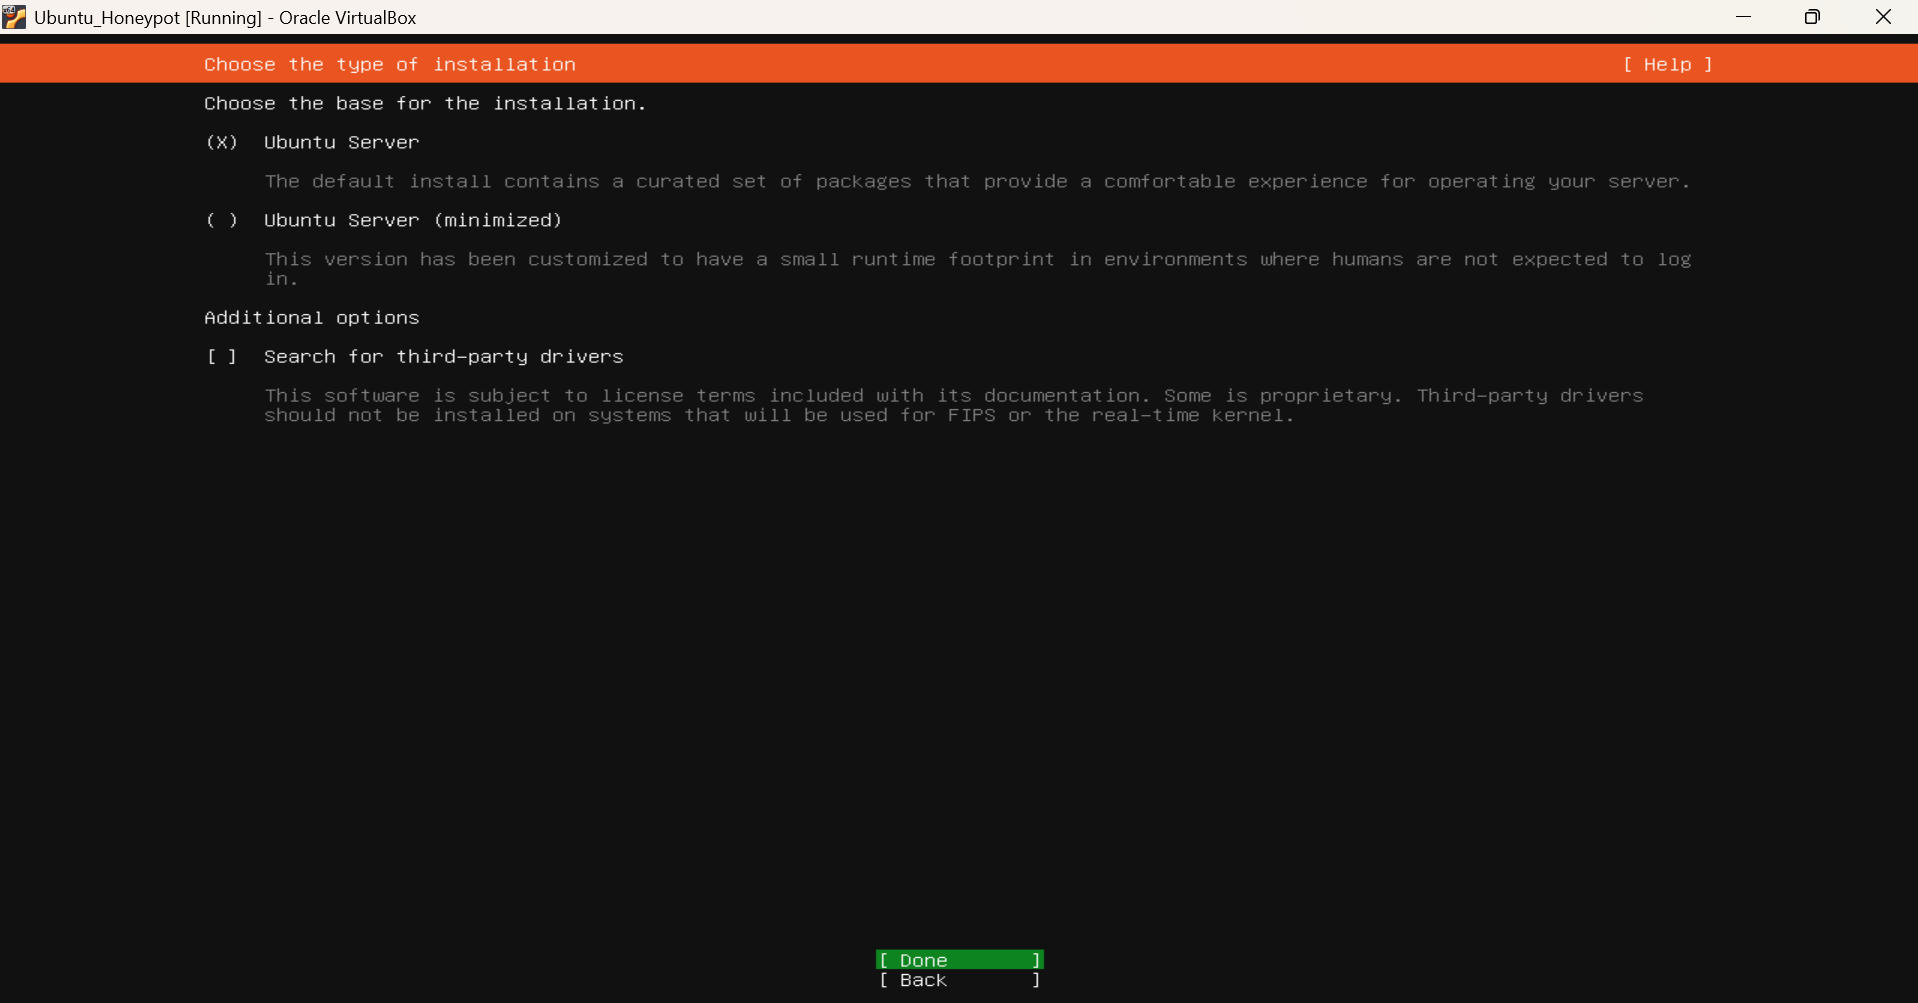 Ubuntu_Honeypot [Running] - Oracle VirtualBox
Choose the type of installation [ Help ]
Choose the base for the installation.
(X) Ubuntu Server
The default install contains a curated set of packages that provide a comfortable experience for operating your server.
( ) Ubuntu Server (minimized)
This version has been customized to have a small runtime footprint in environments where humans are not expected to log
in.
Additional options
[ ] Search for third-party drivers
This software is subject to license terms included with its documentation. Some is proprietary. Third-party drivers
should not be installed on systems that will be used for FIPS or the real-time kernel.
[ Done ]
[ Back ]